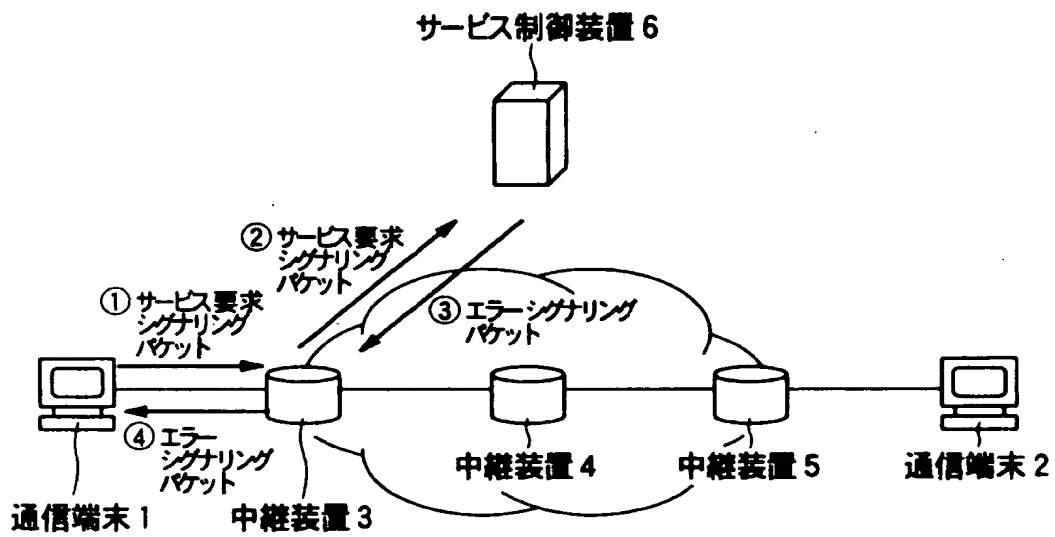 サービス制御装置6
② サービス要求
シグナリング
パケット
① サービス要求
シグナリング
パケット
③ エラーシグナリング
パケット
④ エラー
シグナリング
パケット
中継装置4
中継装置5
通信端末2
通信端末1
中継装置3